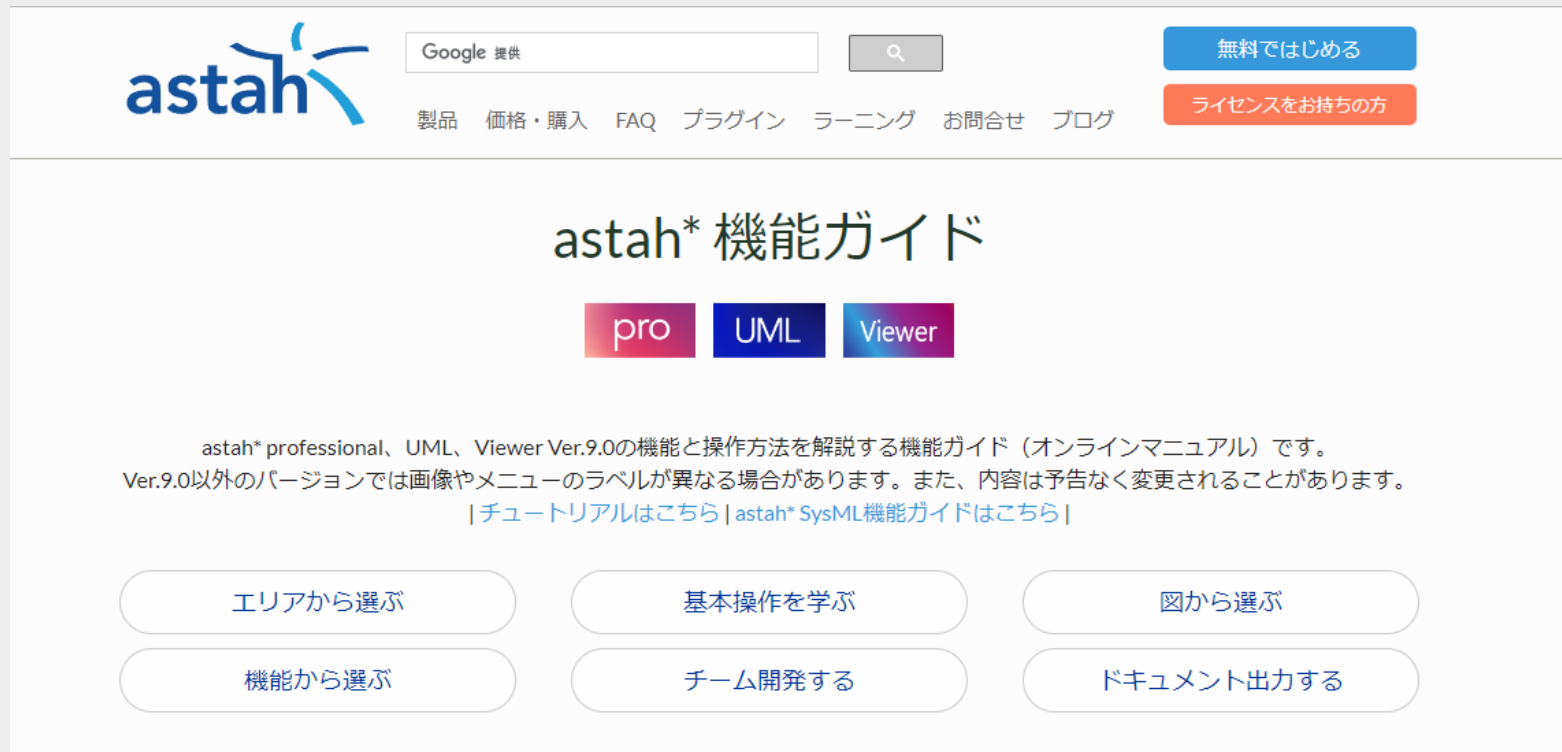 astah
Google 提供
無料ではじめる
ライセンスをお持ちの方
製品 価格・購入 FAQ プラグイン ラーニング お問合せ ブログ
astah* 機能ガイド
pro UML Viewer
astah* professional、UML、Viewer Ver.9.0の機能と操作方法を解説する機能ガイド（オンラインマニュアル）です。
Ver.9.0以外のバージョンでは画像やメニューのラベルが異なる場合があります。また、内容は予告なく変更されることがあります。
| チュートリアルはこちら | astah* SysML機能ガイドはこちら |
エリアから選ぶ 基本操作を学ぶ 図から選ぶ
機能から選ぶ チーム開発する ドキュメント出力する